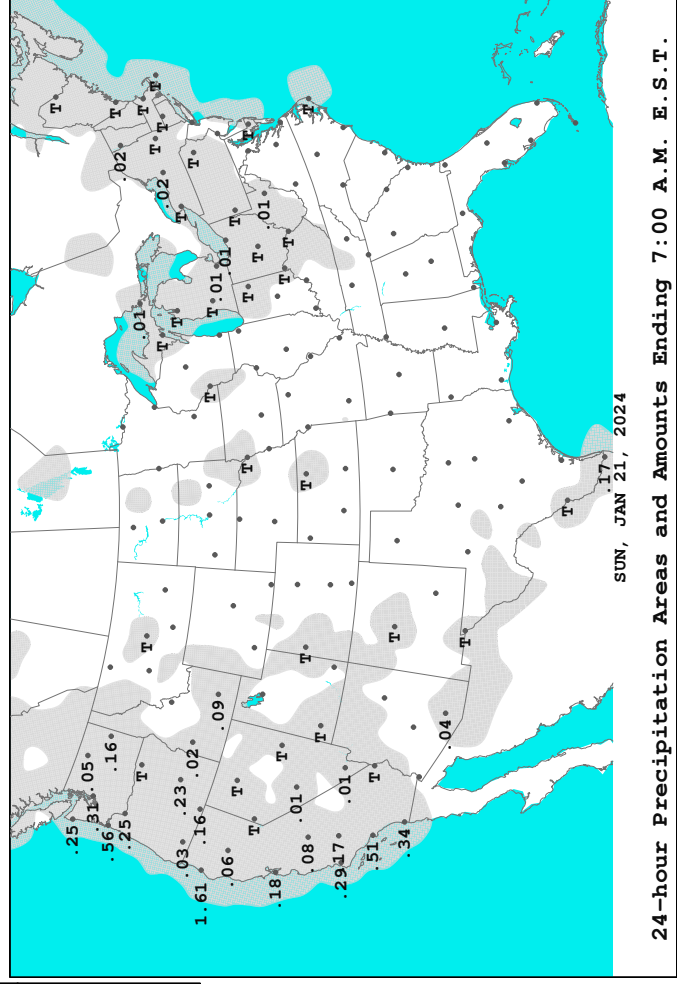 T
.25
.05
.31
.56
.16
T
.02
.25
.01
T
T
T
T
T
T
T
.02
T
.23
T
.03
.02
T
1.61
.16
T
T
.01
.09
.01
.06
T
T
T
T
T
T
T
.01
.18
T
T
T
.01
T
T
.08
T
T
.29 17
.01
.51
T
T
.34
.04
T
T
.17
SUN, JAN 21, 2024
24-hour Precipitation Areas and Amounts Ending 7:00 A.M. E.S.T.